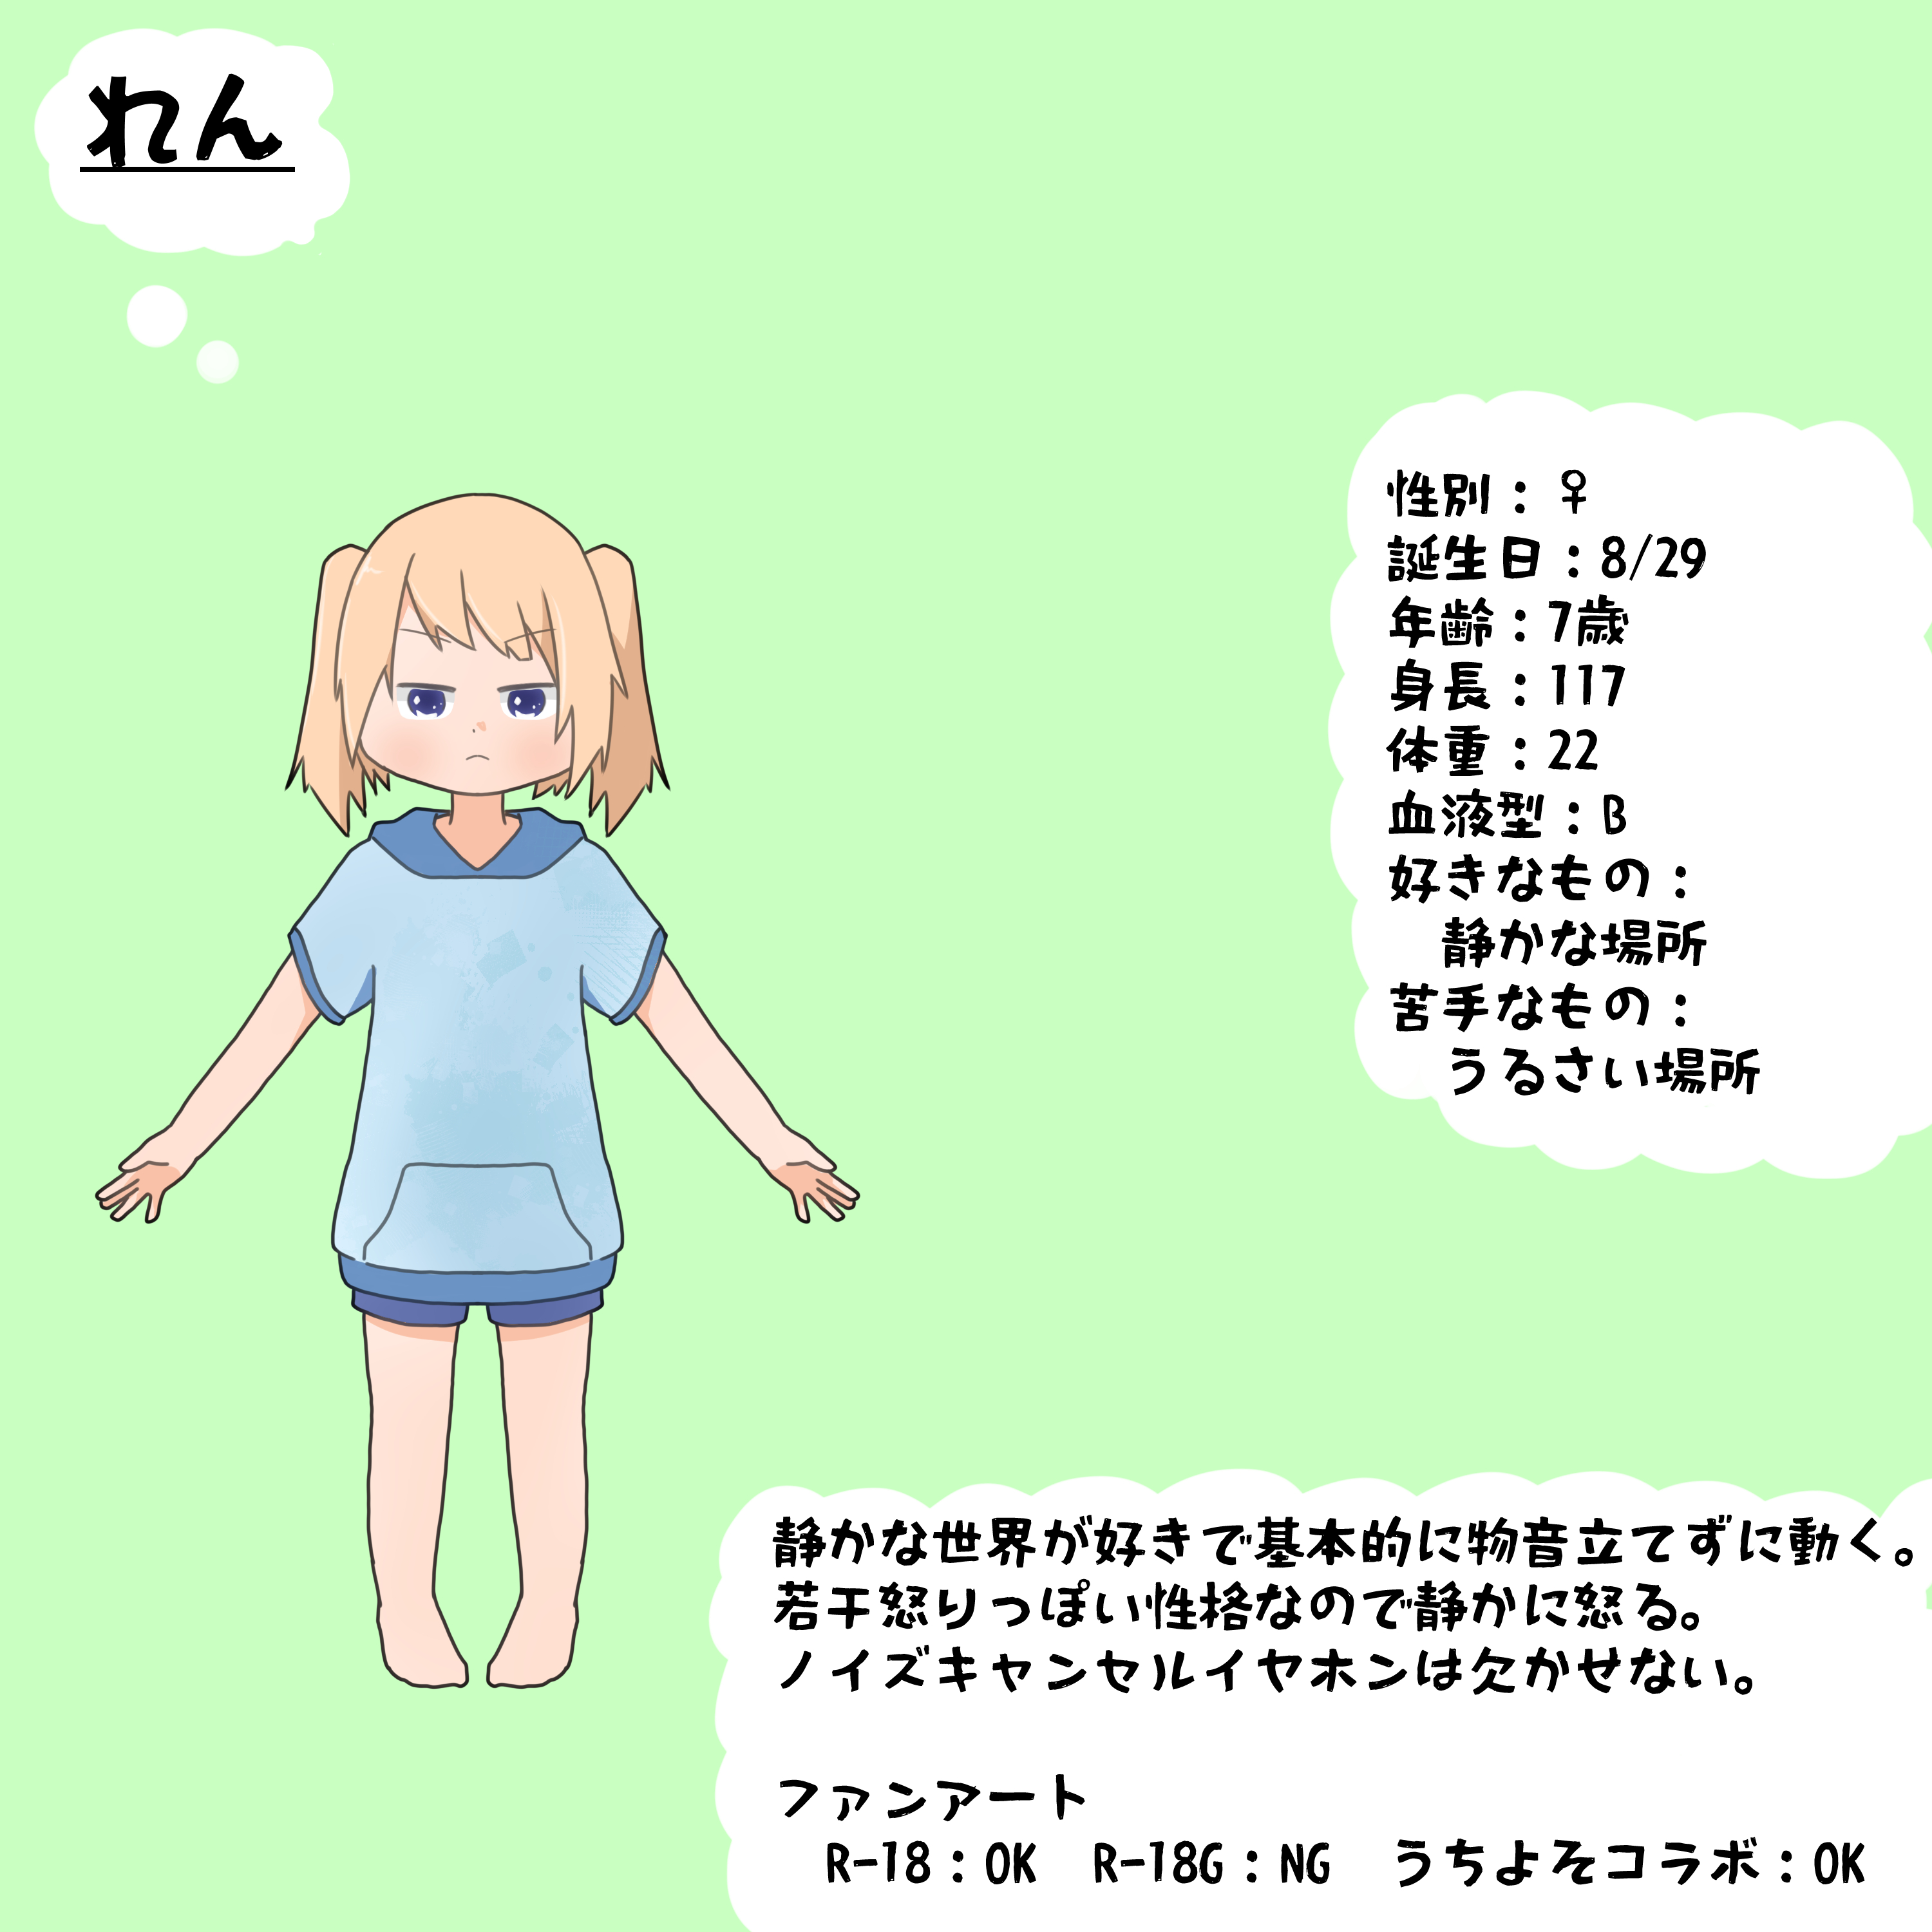 れん
性別：♀
誕生日：8/29
年齢：7歳
身長：117
体重：22
血液型：B
好きなもの：
静かな場所
苦手なもの：
うるさい場所
静かな世界が好きで基本的に物音立てずに動く。
若干怒りっぽい性格なので静かに怒る。
ノイズキャンセルイヤホンは欠かせない。
ファンアート
R-18：OK　R-18G：NG　うちよそコラボ：OK